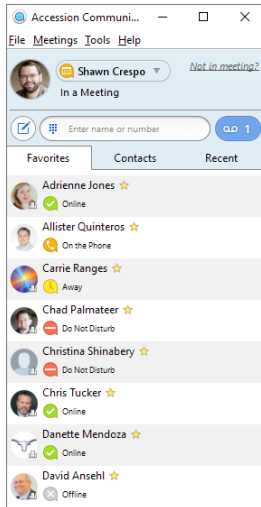 Accession Communi...
File Meetings Tools Help
Shawn Crespo
Not in meeting?
In a Meeting
Enter name or number
1
Favorites Contacts Recent
Adrienne Jones
Online
Allister Quinteros
On the Phone
Carrie Ranges
Away
Chad Palmateer
Do Not Disturb
Christina Shinabery
Do Not Disturb
Chris Tucker
Online
Danette Mendoza
Online
David Ansehl
Offline